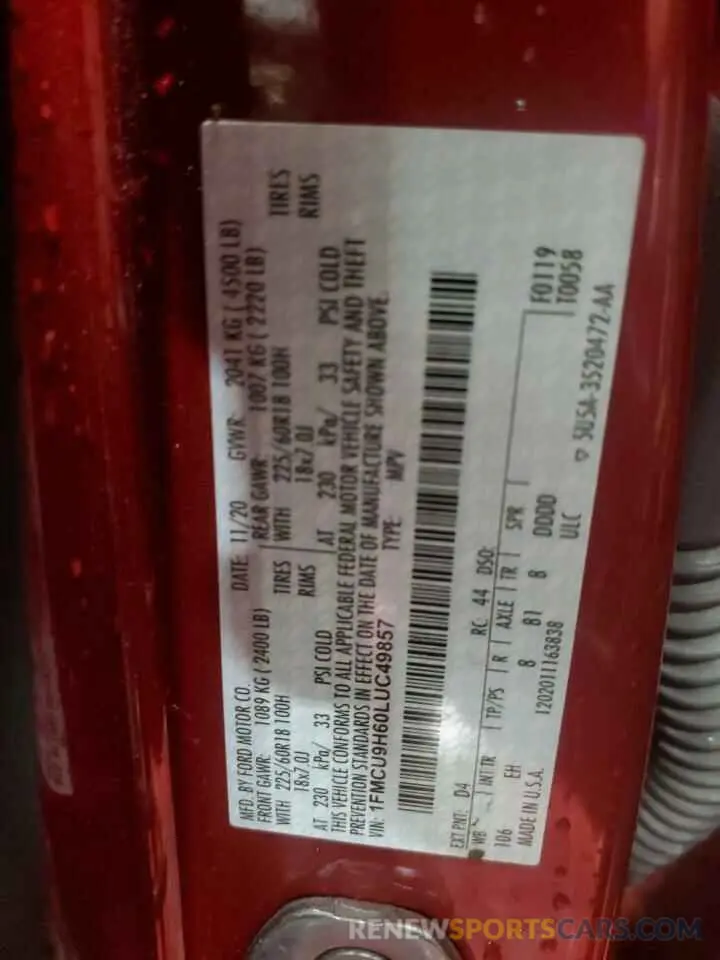 MFD. BY FORD MOTOR CO.
DATE: 11/20 GVWR: 2041 KG ( 4500 LB)
FRONT GAWR: 1089 KG ( 2400 LB) REAR GAWR: 1007 KG ( 2220 LB)
WITH 225/60R18 100H TIRES WITH 225/60R18 100H TIRES
18x7.0J RIMS 18x7.0J RIMS
AT 230 kPa/ 33 PSI COLD AT 230 kPa/ 33 PSI COLD
THIS VEHICLE CONFORMS TO ALL APPLICABLE FEDERAL MOTOR VEHICLE SAFETY AND THEFT
PREVENTION STANDARDS IN EFFECT ON THE DATE OF MANUFACTURE SHOWN ABOVE.
VIN: 1FMCU9H60LUC49857 TYPE: MPV
EXT PNT: D4 RC: 44 DSO:
WB INT TR TP/PS R AXLE TR SPR
106 EH 8 B1 8 DDDD
F0119
T0058
MADE IN U.S.A. 1202011163838 ULC
SU5A-3520472-AA
RENEWSPORTSCARS.COM